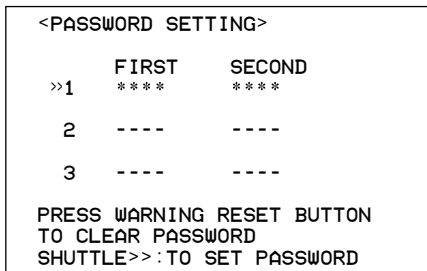 <PASSWORD SETTING>
FIRST SECOND
»1 **** ****
2 ---- ----
3 ---- ----
PRESS WARNING RESET BUTTON
TO CLEAR PASSWORD
SHUTTLE>>:TO SET PASSWORD